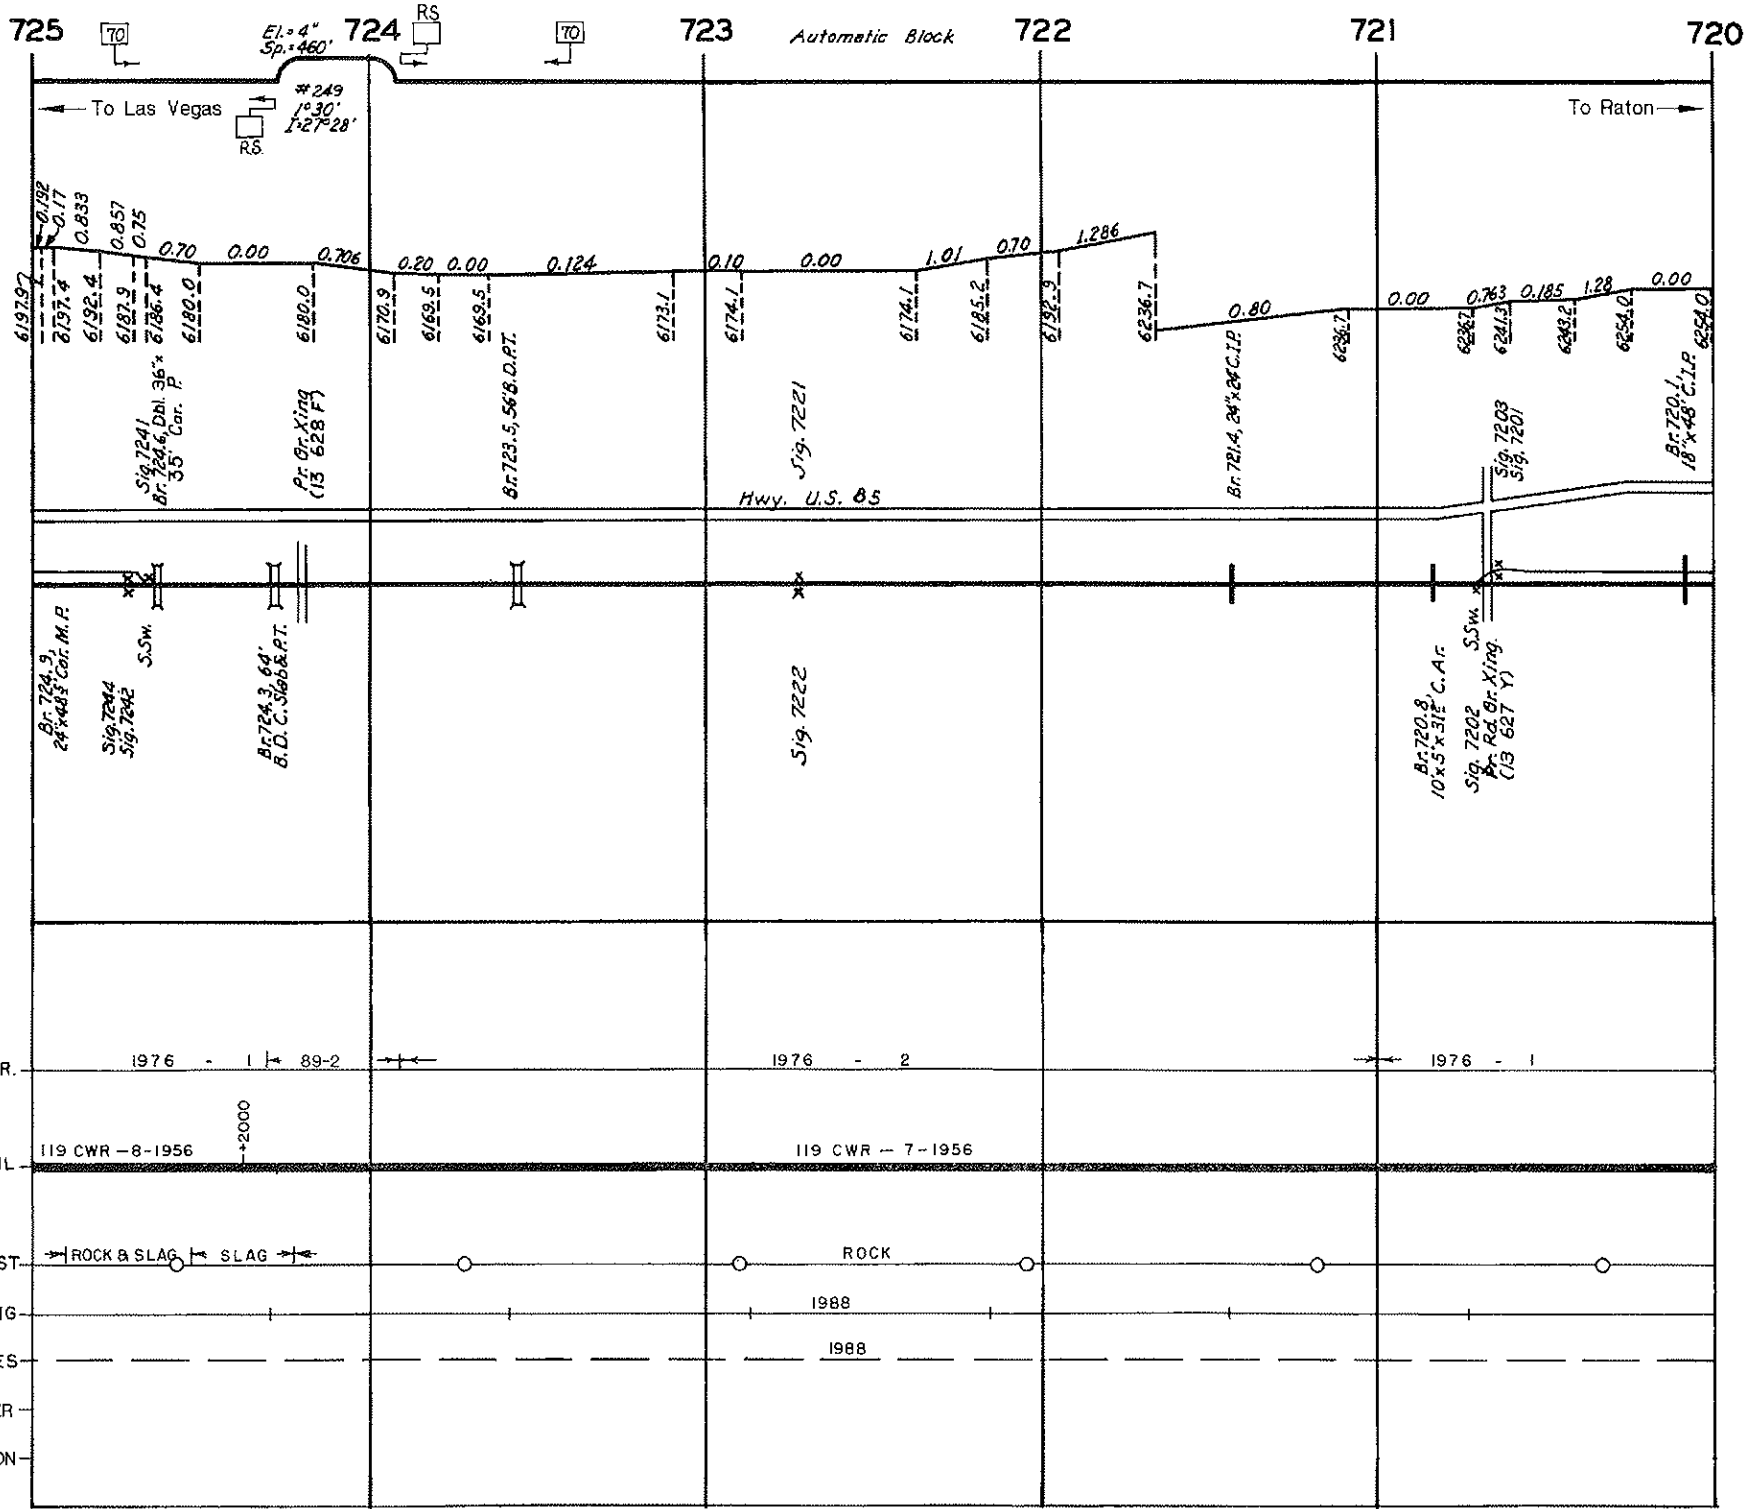 725
70
El.=4"
Sp.=460'
724
RS
70
723
Automatic Block
722
721
720
To Las Vegas
RS.
#249
1°30'
I=27°28'
To Raton
0.192
0.17
0.833
0.857
0.75
0.70
0.00
0.706
0.20
0.00
0.124
0.10
0.00
1.01
0.70
1.286
0.80
0.00
0.763
0.185
1.28
0.00
6197.4
6192.4
6187.9
6186.4
6180.0
6180.0
6170.9
6169.5
6169.5
6173.1
6174.1
6174.1
6185.2
6192.9
6236.7
6236.7
6236.7
6241.3
6243.2
6254.0
6254.0
Sig. 7241
Br. 724.6, Dbl. 36"x
35' Cor. P.
Pr. Gr. Xing
(13 628 F)
Br. 723.5, 56' B.D.P.T.
Sig. 7221
Br. 721.4, 24"x24' C.I.P.
Sig. 7203
Sig. 7201
Br. 720.1,
18"x48' C.I.P.
Hwy. U.S. 85
Br. 724.9,
Cor. M.P.
Sig. 7244
Sig. 7242
S.Sw.
Br. 724.3, 64'
B.D.C. Slab & P.T.
Sig. 7222
Br. 720.8,
C. Ar.
Sig. 7202
S.Sw.
Pr. Rd. Gr. Xing.
(13 627 Y)
R.
1976 - 1
89-2
1976 - 2
1976 - 1
IL
119 CWR-8-1956
+2000
119 CWR - 7-1956
ST
ROCK & SLAG
SLAG
ROCK
IG
1988
ES
1988
ER
ON